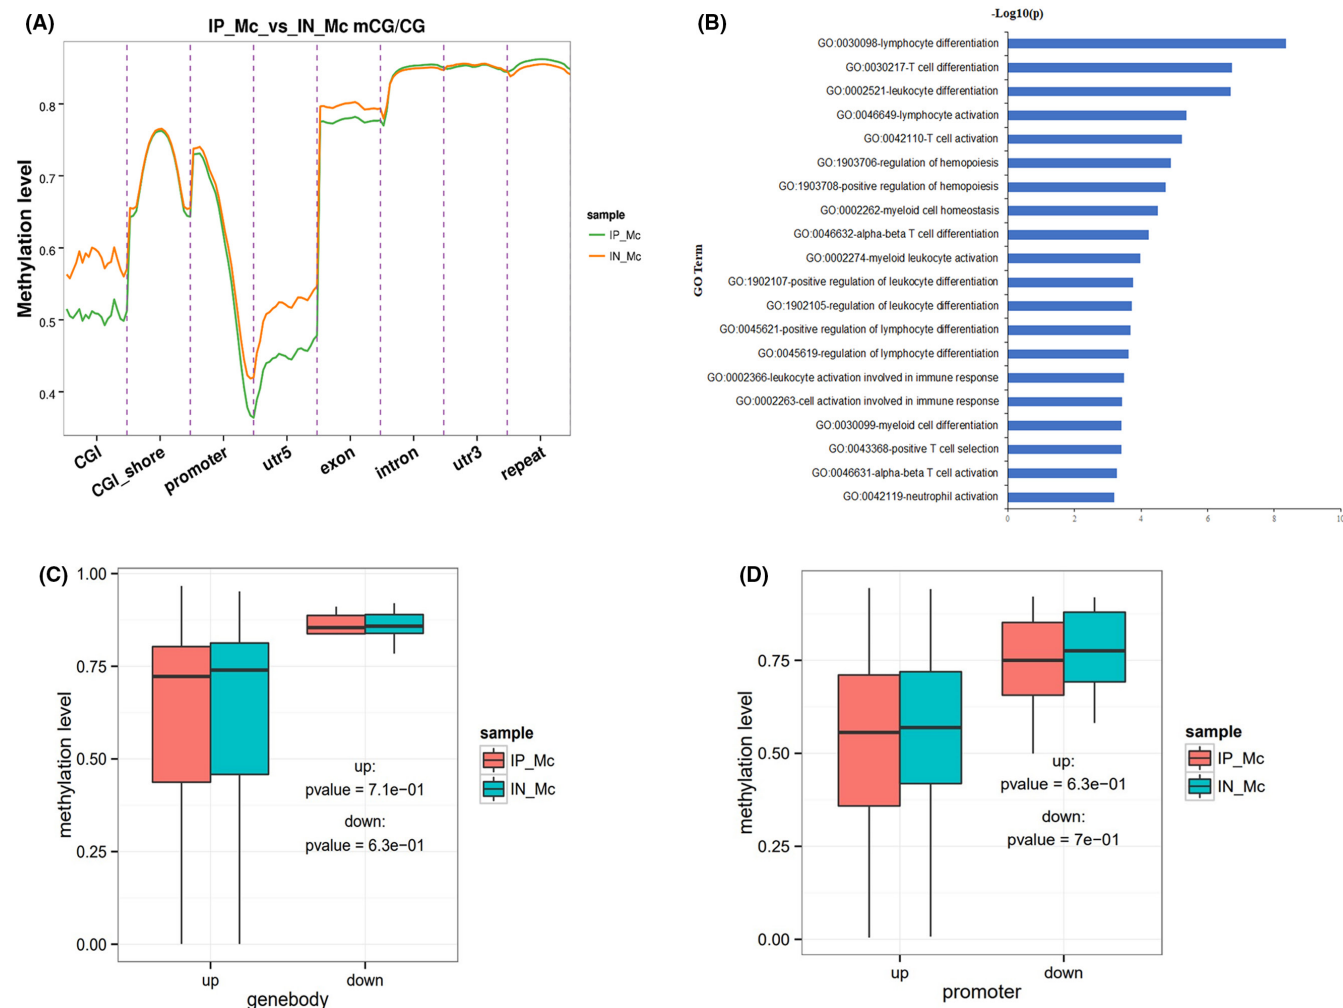 (A)
IP_Mc_vs_IN_Mc mCG/CG
Methylation level
0.8
0.7
0.6
0.5
0.4
CGI
CGI_shore
promoter
utr5
exon
intron
utr3
repeat
sample
IP_Mc
IN_Mc
(B)
-Log10(p)
GO Term
GO:0030098-lymphocyte differentiation
GO:0030217-T cell differentiation
GO:0002521-leukocyte differentiation
GO:0046649-lymphocyte activation
GO:0042110-T cell activation
GO:1903706-regulation of hemopoiesis
GO:1903708-positive regulation of hemopoiesis
GO:0002262-myeloid cell homeostasis
GO:0046632-alpha-beta T cell differentiation
GO:0002274-myeloid leukocyte activation
GO:1902107-positive regulation of leukocyte differentiation
GO:1902105-regulation of leukocyte differentiation
GO:0045621-positive regulation of lymphocyte differentiation
GO:0045619-regulation of lymphocyte differentiation
GO:0002366-leukocyte activation involved in immune response
GO:0002263-cell activation involved in immune response
GO:0030099-myeloid cell differentiation
GO:0043368-positive T cell selection
GO:0046631-alpha-beta T cell activation
GO:0042119-neutrophil activation
0 2 4 6 8 10
(C)
methylation level
1.00
0.75
0.50
0.25
0.00
up:
pvalue = 7.1e−01
down:
pvalue = 6.3e−01
up down
genebody
sample
IP_Mc
IN_Mc
(D)
methylation level
0.75
0.50
0.25
0.00
up:
pvalue = 6.3e−01
down:
pvalue = 7e−01
up down
promoter
sample
IP_Mc
IN_Mc